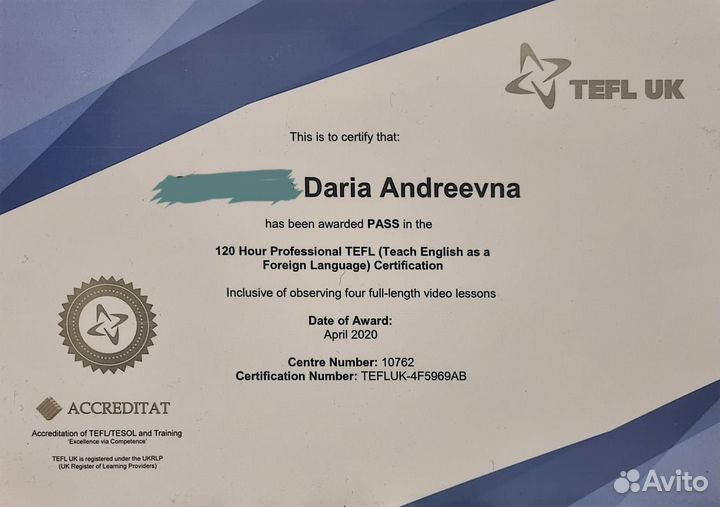 TEFL UK
This is to certify that:
Daria Andreevna
has been awarded PASS in the
120 Hour Professional TEFL (Teach English as a
Foreign Language) Certification
Inclusive of observing four full-length video lessons
Date of Award:
April 2020
Centre Number: 10762
Certification Number: TEFLUK-4F5969AB
ACCREDITAT
Accreditation of TEFL/TESOL and Training
'Excellence via Competence'
TEFL UK is registered under the UKRLP
(UK Register of Learning Providers)
Avito